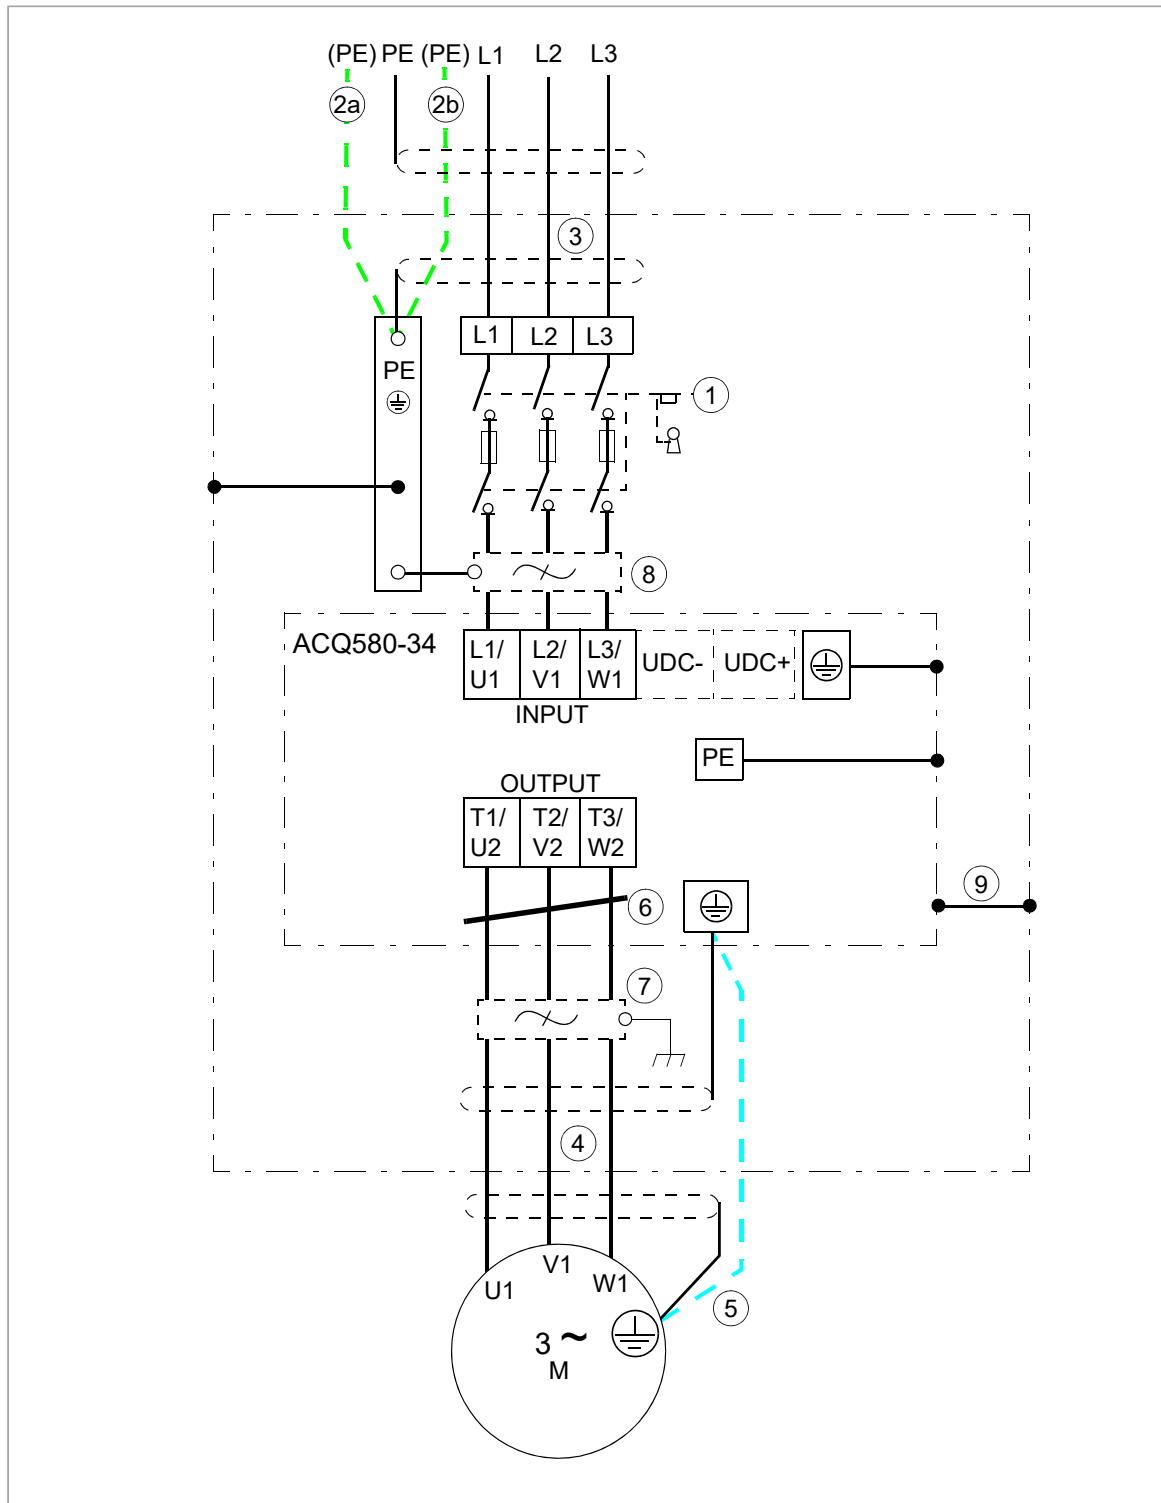 (PE) PE (PE) L1 L2 L3
2a 2b
3
L1 L2 L3
PE
1
8
ACQ580-34
L1/ L2/ L3/
U1 V1 W1
UDC- UDC+
INPUT
PE
OUTPUT
T1/ T2/ T3/
U2 V2 W2
6
9
7
4
U1 V1 W1
5
3 ~
M